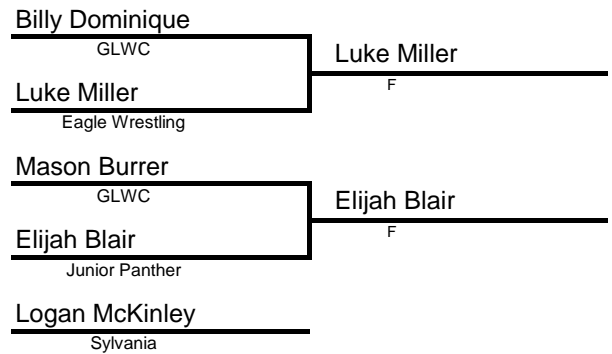 Billy Dominique
GLWC
Luke Miller
F
Luke Miller
Eagle Wrestling
Mason Burrer
GLWC
Elijah Blair
F
Elijah Blair
Junior Panther
Logan McKinley
Sylvania